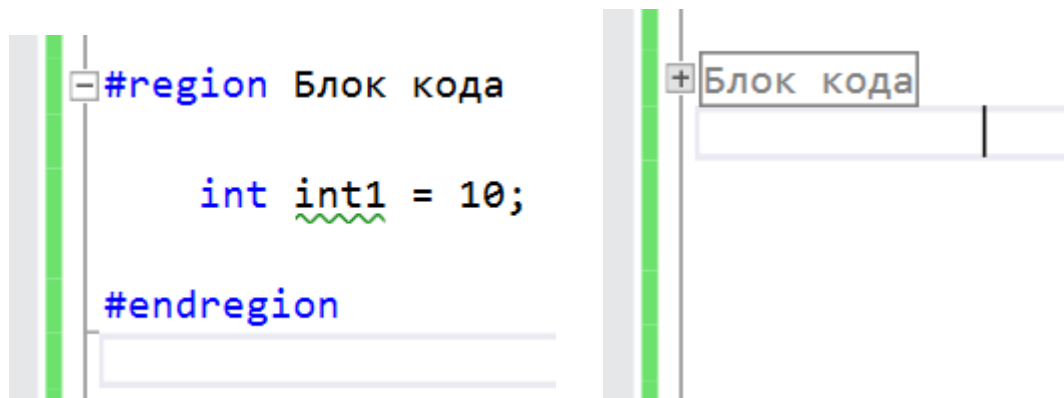 #region Блок кода
int int1 = 10;
#endregion
Блок кода